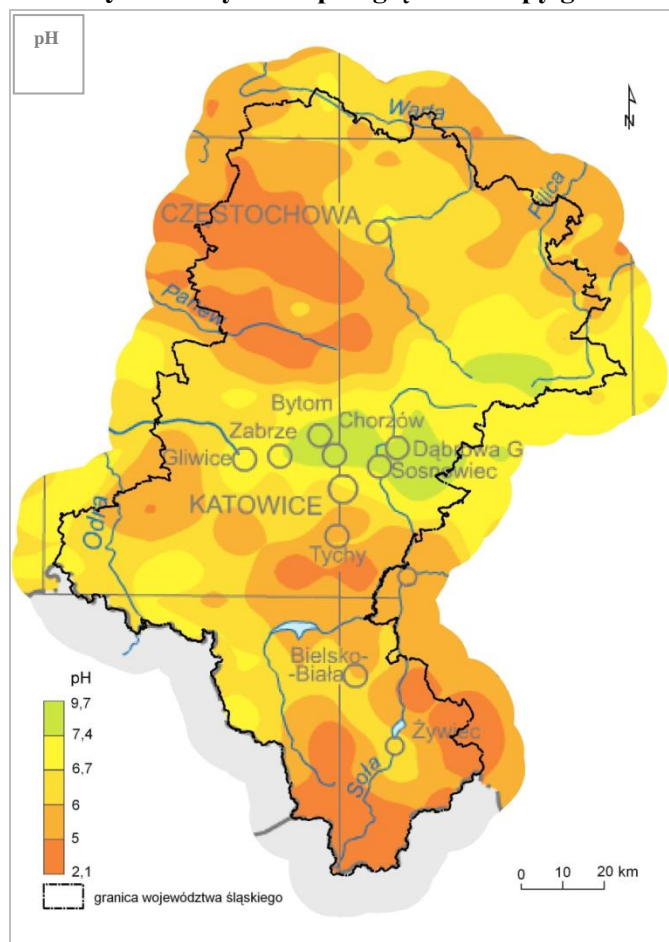 pH
N
Warta
Pilica
CZĘSTOCHOWA
Panew
Bytom
Chorzów
Zabrze
Dąbrowa G
Gliwice
Sosnowiec
KATOWICE
Odra
Tychy
Bielsko-
-Biała
Żywiec
Soła
pH
9,7
7,4
6,7
6
5
2,1
granica województwa śląskiego
0 10 20 km